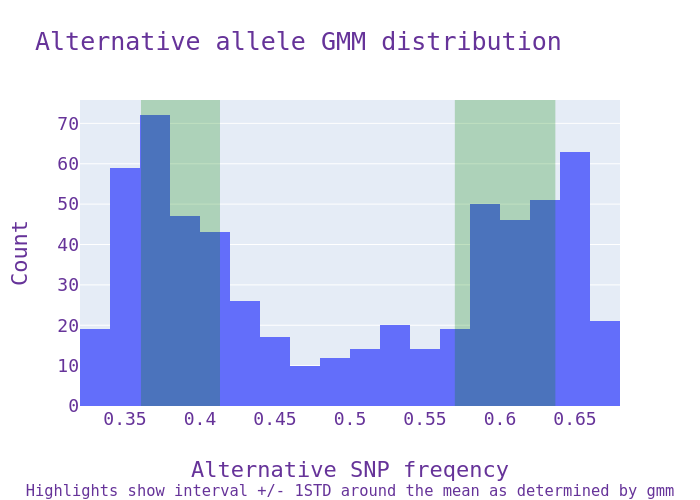 Alternative allele GMM distribution
70
60
50
40
30
20
10
0
Count
0.35 0.4 0.45 0.5 0.55 0.6 0.65
Alternative SNP freqency
Highlights show interval +/- 1STD around the mean as determined by gmm